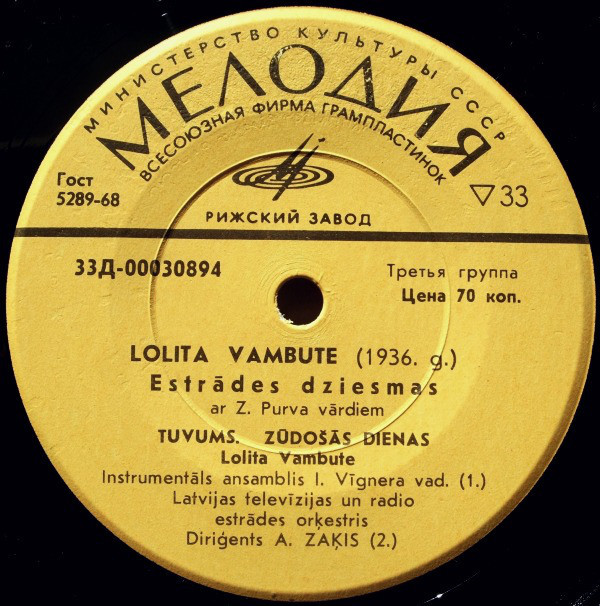 МИНИСТЕРСТВО КУЛЬТУРЫ СССР
МЕЛОДИЯ
ВСЕСОЮЗНАЯ ФИРМА ГРАМПЛАСТИНОК
Гост
5289-68
▽33
РИЖСКИЙ ЗАВОД
33Д-00030894
Третья группа
Цена 70 коп.
LOLITA VAMBUTE (1936. g.)
Estrādes dziesmas
ar Z. Purva vārdiem
TUVUMS. ZŪDOŠĀS DIENAS
Lolita Vambute
Instrumentāls ansamblis I. Vīgnera vad. (1.)
Latvijas televīzijas un radio
estrādes orķestris
Diriģents A. ZAĶIS (2.)